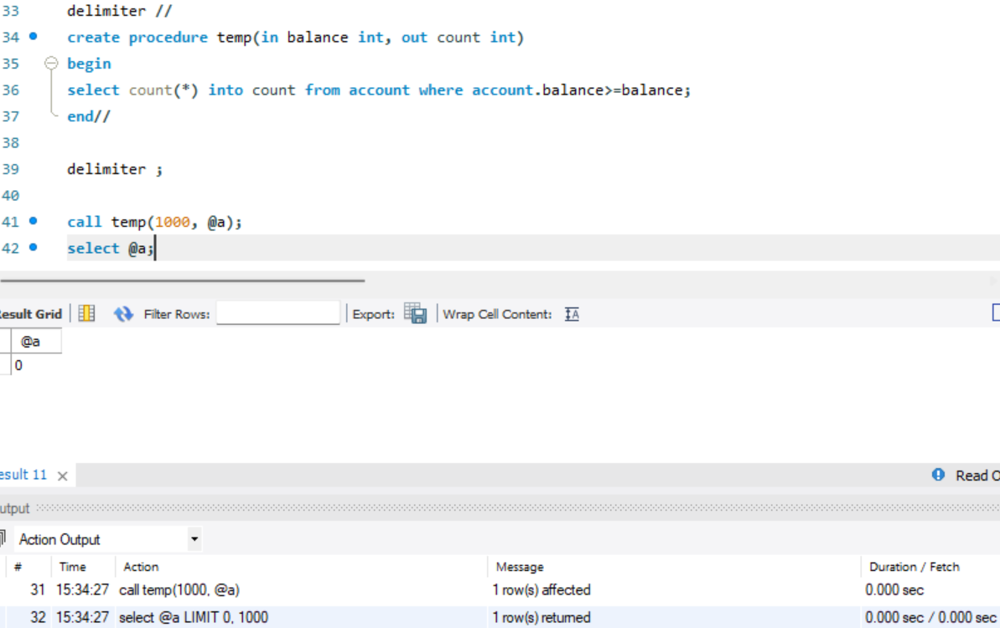 33 delimiter //
34 create procedure temp(in balance int, out count int)
35 begin
36 select count(*) into count from account where account.balance>=balance;
37 end//
38
39 delimiter ;
40
41 call temp(1000, @a);
42 select @a;
Result Grid Filter Rows: Export: Wrap Cell Content: IA
@a
0
esult 11 × Read O
utput
Action Output
# Time Action Message Duration / Fetch
31 15:34:27 call temp(1000, @a) 1 row(s) affected 0.000 sec
32 15:34:27 select @a LIMIT 0, 1000 1 row(s) returned 0.000 sec / 0.000 sec